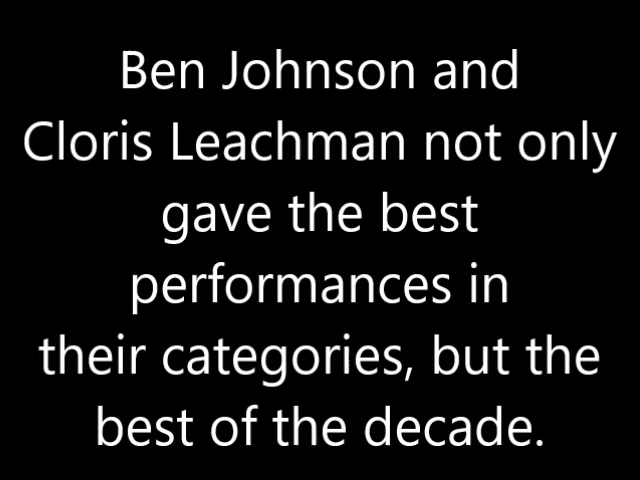 Ben Johnson and
Cloris Leachman not only
gave the best
performances in
their categories, but the
best of the decade.